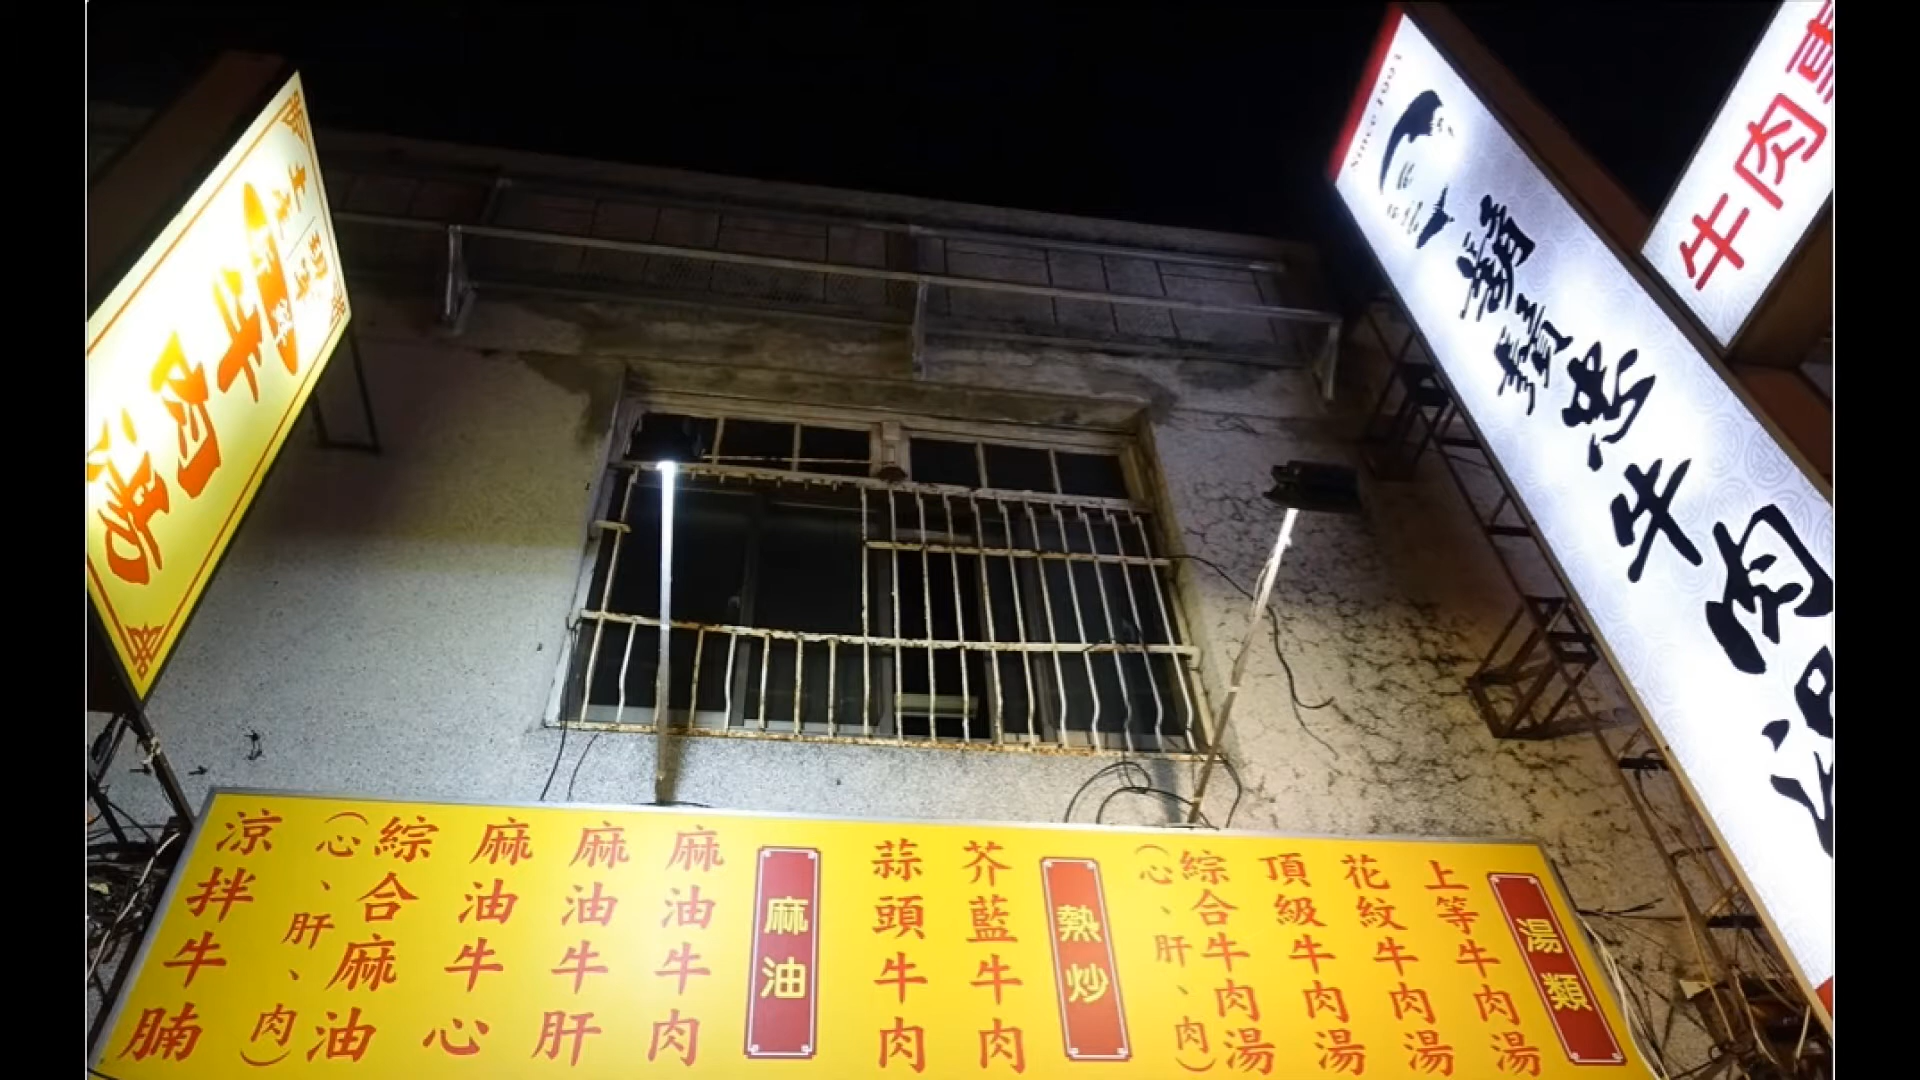 湯類
上等牛肉湯
花紋牛肉湯
頂級牛肉湯
綜合牛肉湯
(心、肝、肉)
熱炒
芥藍牛肉
蒜頭牛肉
麻油
麻油牛肉
麻油牛肝
麻油牛心
綜合麻油
(心、肝、肉)
涼拌牛腩
牛肉湯
牛肉
Since 1991
忠牛肉湯